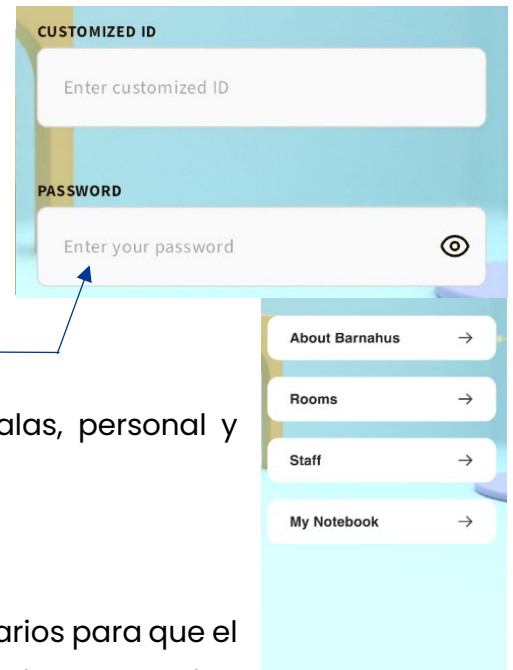 CUSTOMIZED ID
Enter customized ID
PASSWORD
Enter your password
About Barnahus
Rooms
Staff
My Notebook
alas, personal y
arios para que el